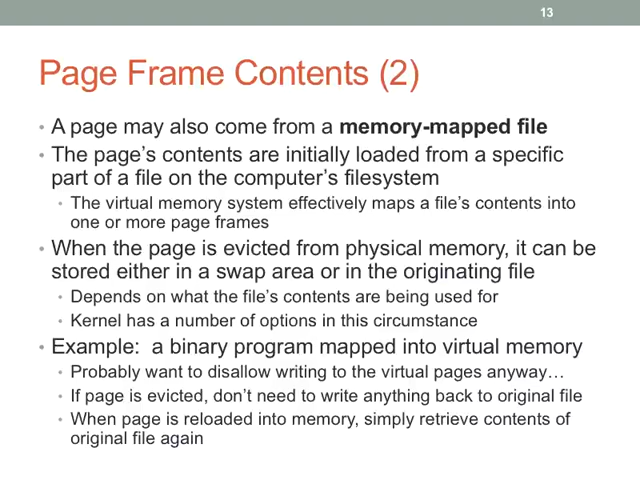 13
Page Frame Contents (2)
• A page may also come from a memory-mapped file
• The page's contents are initially loaded from a specific
part of a file on the computer's filesystem
• The virtual memory system effectively maps a file's contents into
one or more page frames
• When the page is evicted from physical memory, it can be
stored either in a swap area or in the originating file
• Depends on what the file's contents are being used for
• Kernel has a number of options in this circumstance
• Example:  a binary program mapped into virtual memory
• Probably want to disallow writing to the virtual pages anyway…
• If page is evicted, don't need to write anything back to original file
• When page is reloaded into memory, simply retrieve contents of
original file again